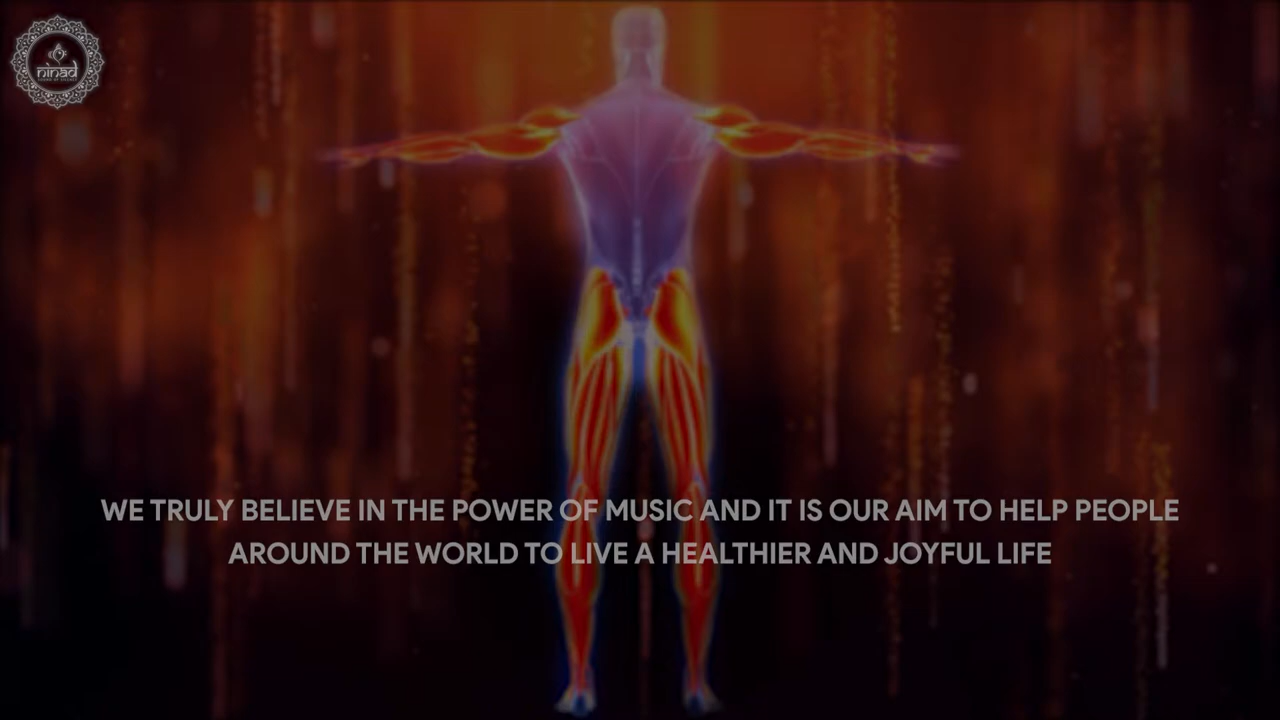 ninad
WE TRULY BELIEVE IN THE POWER OF MUSIC AND IT IS OUR AIM TO HELP PEOPLE
AROUND THE WORLD TO LIVE A HEALTHIER AND JOYFUL LIFE